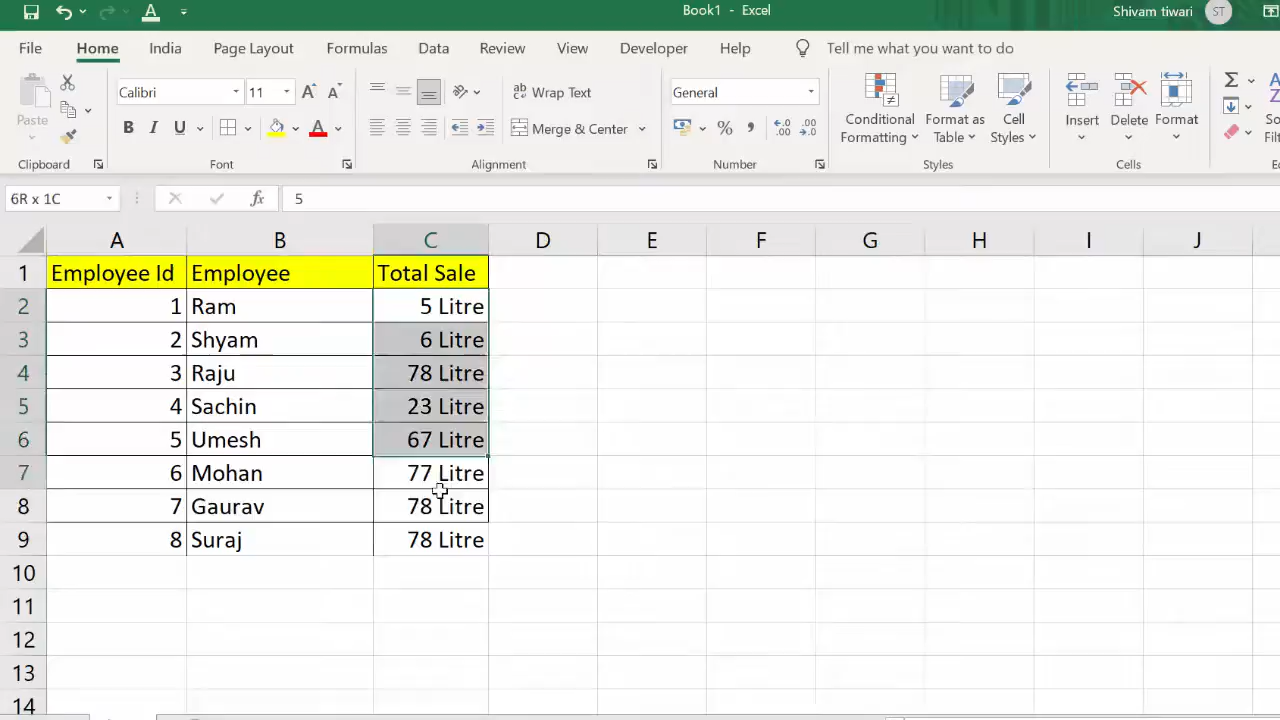 Book1 - Excel
Shivam tiwari ST
File Home India Page Layout Formulas Data Review View Developer Help Tell me what you want to do
Paste
Clipboard
Calibri 11
B I U
Font
Wrap Text
Merge & Center
Alignment
General
Number
Conditional Formatting
Format as Table
Cell Styles
Styles
Insert Delete Format
Cells
6R x 1C
fx 5
A B C D E F G H I J
1 Employee Id Employee Total Sale
2 1 Ram 5 Litre
3 2 Shyam 6 Litre
4 3 Raju 78 Litre
5 4 Sachin 23 Litre
6 5 Umesh 67 Litre
7 6 Mohan 77 Litre
8 7 Gaurav 78 Litre
9 8 Suraj 78 Litre
10
11
12
13
14